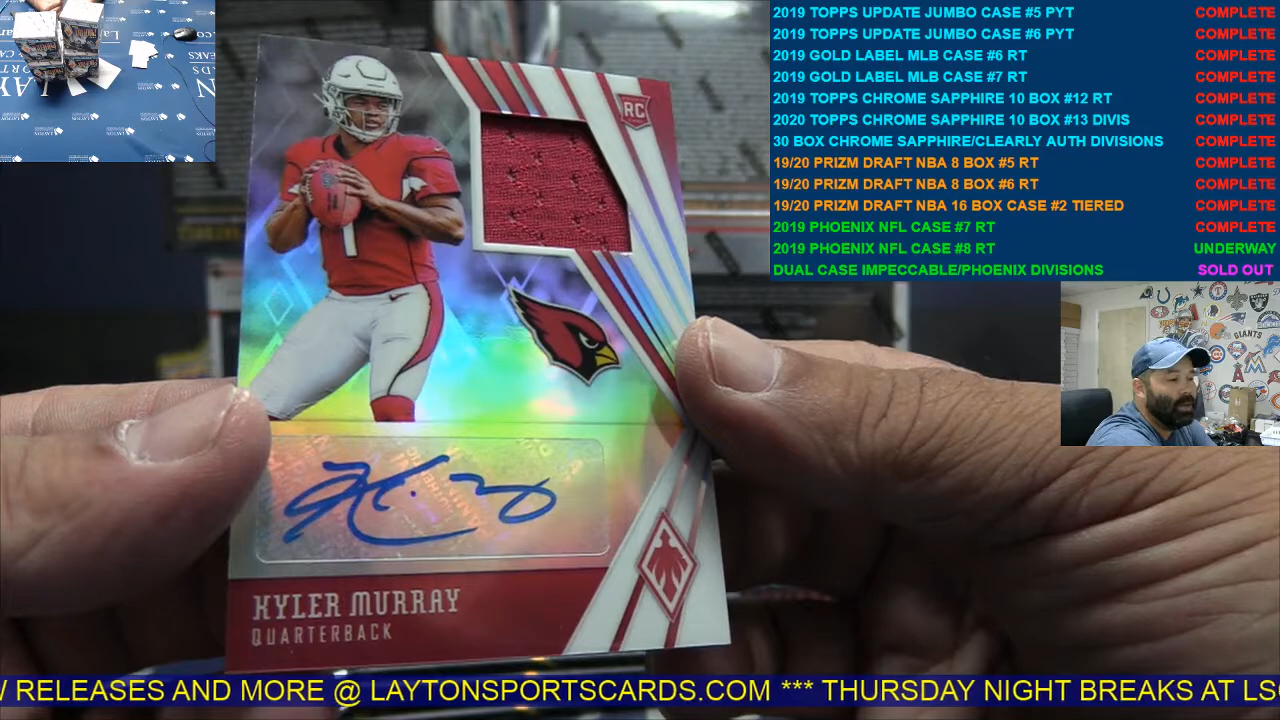 2019 TOPPS UPDATE JUMBO CASE #5 PYT COMPLETE
2019 TOPPS UPDATE JUMBO CASE #6 PYT COMPLETE
2019 GOLD LABEL MLB CASE #6 RT COMPLETE
2019 GOLD LABEL MLB CASE #7 RT COMPLETE
2019 TOPPS CHROME SAPPHIRE 10 BOX #12 RT COMPLETE
2020 TOPPS CHROME SAPPHIRE 10 BOX #13 DIVIS COMPLETE
30 BOX CHROME SAPPHIRE/CLEARLY AUTH DIVISIONS COMPLETE
19/20 PRIZM DRAFT NBA 8 BOX #5 RT COMPLETE
19/20 PRIZM DRAFT NBA 8 BOX #6 RT COMPLETE
19/20 PRIZM DRAFT NBA 16 BOX CASE #2 TIERED COMPLETE
2019 PHOENIX NFL CASE #7 RT COMPLETE
2019 PHOENIX NFL CASE #8 RT UNDERWAY
DUAL CASE IMPECCABLE/PHOENIX DIVISIONS SOLD OUT
RC
1
GIANTS
KYLER MURRAY
QUARTERBACK
RELEASES AND MORE @ LAYTONSPORTSCARDS.COM *** THURSDAY NIGHT BREAKS AT